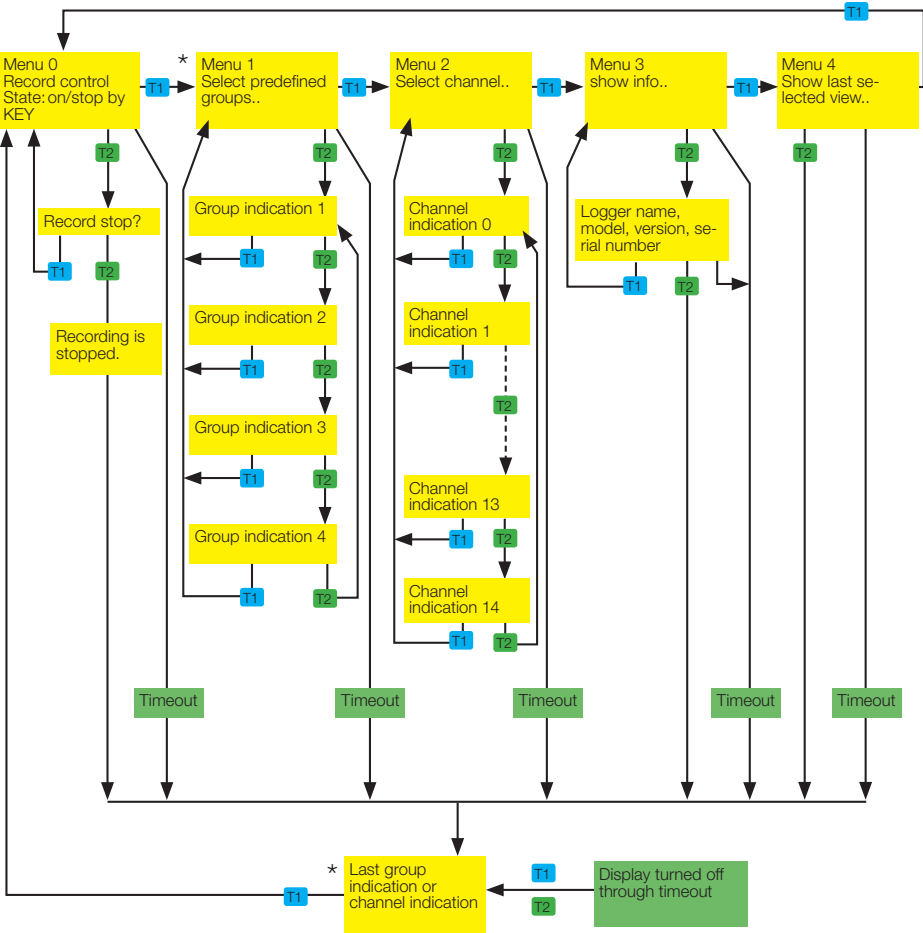 T1
Menu 0
Record control
State: on/stop by
KEY
T1
*
Menu 1
Select predefined
groups..
T1
Menu 2
Select channel..
T1
Menu 3
show info..
T1
Menu 4
Show last se-
lected view..
T2
T2
T2
T2
T2
Record stop?
T1
T2
Recording is
stopped.
Group indication 1
T1
T2
Group indication 2
T1
T2
Group indication 3
T1
T2
Group indication 4
T1
T2
Channel
indication 0
T1
T2
Channel
indication 1
T1
T2
Channel
indication 13
T1
T2
Channel
indication 14
T1
T2
Logger name,
model, version, se-
rial number
T1
T2
Timeout
Timeout
Timeout
Timeout
Timeout
T1
*
Last group
indication or
channel indication
T1
T2
Display turned off
through timeout